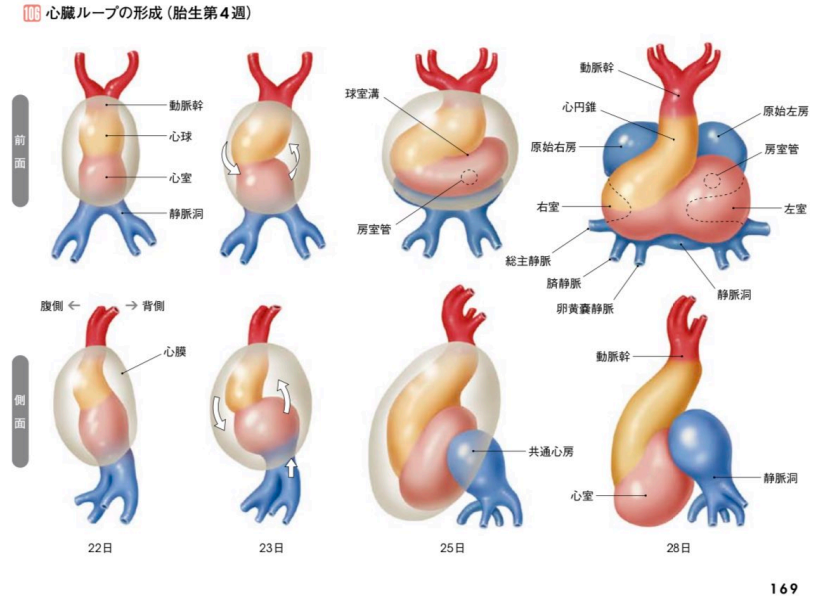 106 心臓ループの形成（胎生第4週）
前面
動脈幹
心球
心室
静脈洞
球室溝
房室管
動脈幹
心円錐
原始左房
原始右房
房室管
右室
左室
総主静脈
臍静脈
卵黄嚢静脈
静脈洞
側面
腹側 ← → 背側
心膜
共通心房
動脈幹
心室
静脈洞
22日
23日
25日
28日
169